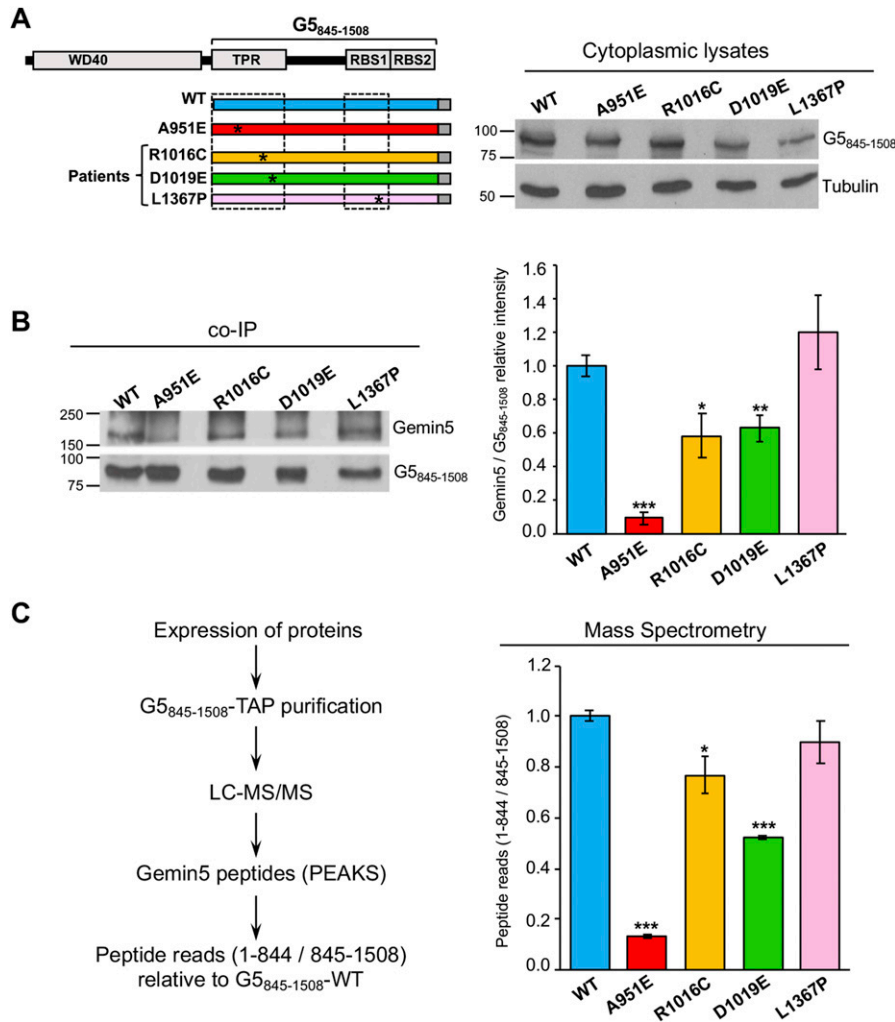 A
G5845-1508
WD40
TPR
RBS1
RBS2
WT
A951E
R1016C
Patients
D1019E
L1367P
*
*
*
*
Cytoplasmic lysates
WT
A951E
R1016C
D1019E
L1367P
100
75
G5845-1508
50
Tubulin
B
co-IP
WT
A951E
R1016C
D1019E
L1367P
250
150
Gemin5
100
75
G5845-1508
Gemin5 / G5845-1508 relative intensity
1.6
1.4
1.2
1.0
0.8
0.6
0.4
0.2
0.0
***
*
**
WT
A951E
R1016C
D1019E
L1367P
C
Expression of proteins
G5845-1508-TAP purification
LC-MS/MS
Gemin5 peptides (PEAKS)
Peptide reads (1-844 / 845-1508)
relative to G5845-1508-WT
Mass Spectrometry
Peptide reads (1-844 / 845-1508)
1.2
1.0
0.8
0.6
0.4
0.2
0.0
***
*
***
WT
A951E
R1016C
D1019E
L1367P